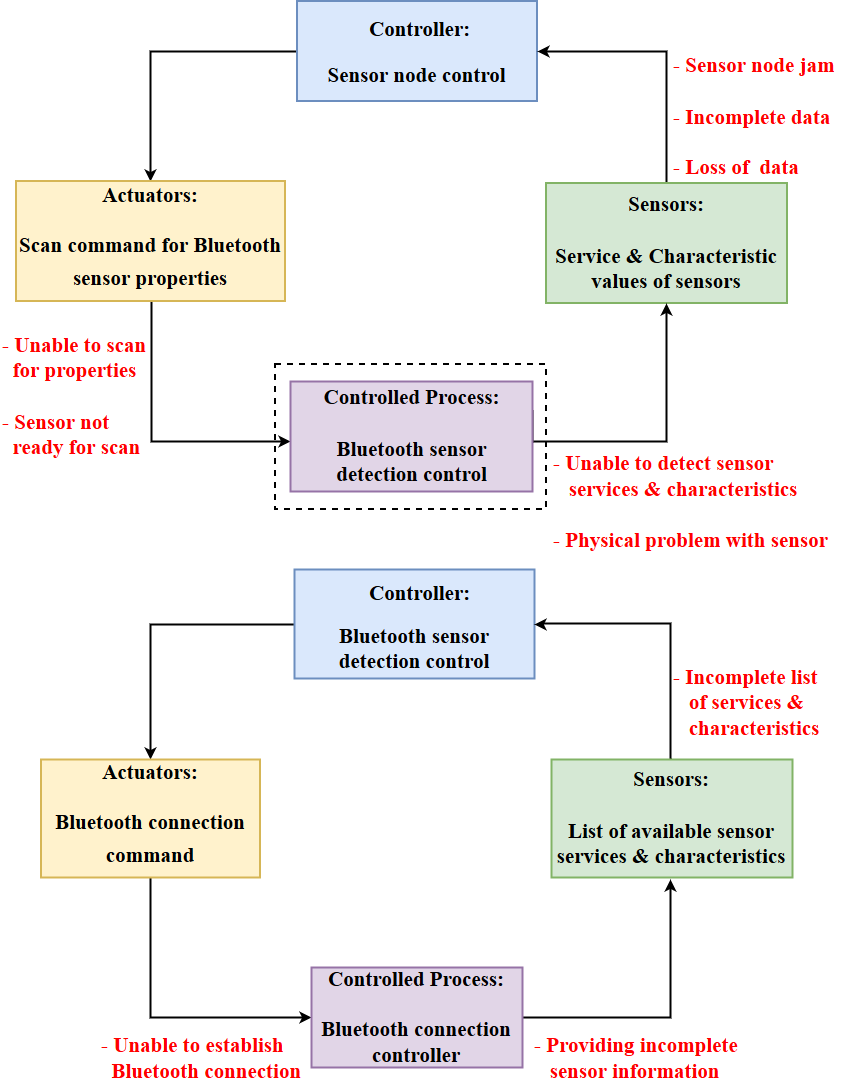 Controller:
Sensor node control
- Sensor node jam
- Incomplete data
- Loss of data
Actuators:
Scan command for Bluetooth
sensor properties
Sensors:
Service & Characteristic
values of sensors
- Unable to scan
for properties
- Sensor not
ready for scan
Controlled Process:
Bluetooth sensor
detection control
- Unable to detect sensor
services & characteristics
- Physical problem with sensor
Controller:
Bluetooth sensor
detection control
- Incomplete list
of services &
characteristics
Actuators:
Bluetooth connection
command
Sensors:
List of available sensor
services & characteristics
Controlled Process:
Bluetooth connection
controller
- Unable to establish
Bluetooth connection
- Providing incomplete
sensor information